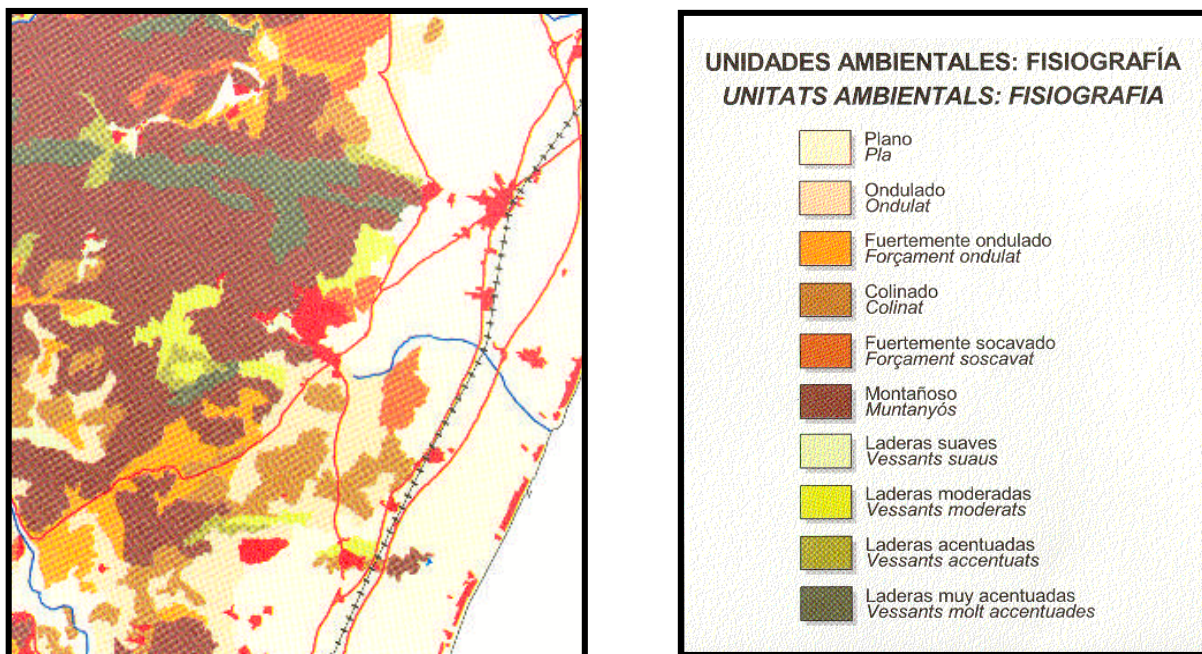 UNIDADES AMBIENTALES: FISIOGRAFÍA
UNITATS AMBIENTALS: FISIOGRAFIA
Plano
Pla
Ondulado
Ondulat
Fuertemente ondulado
Forçament ondulat
Colinado
Colinat
Fuertemente socavado
Forçament soscavat
Montañoso
Muntanyós
Laderas suaves
Vessants suaus
Laderas moderadas
Vessants moderats
Laderas acentuadas
Vessants accentuats
Laderas muy acentuadas
Vessants molt accentuades